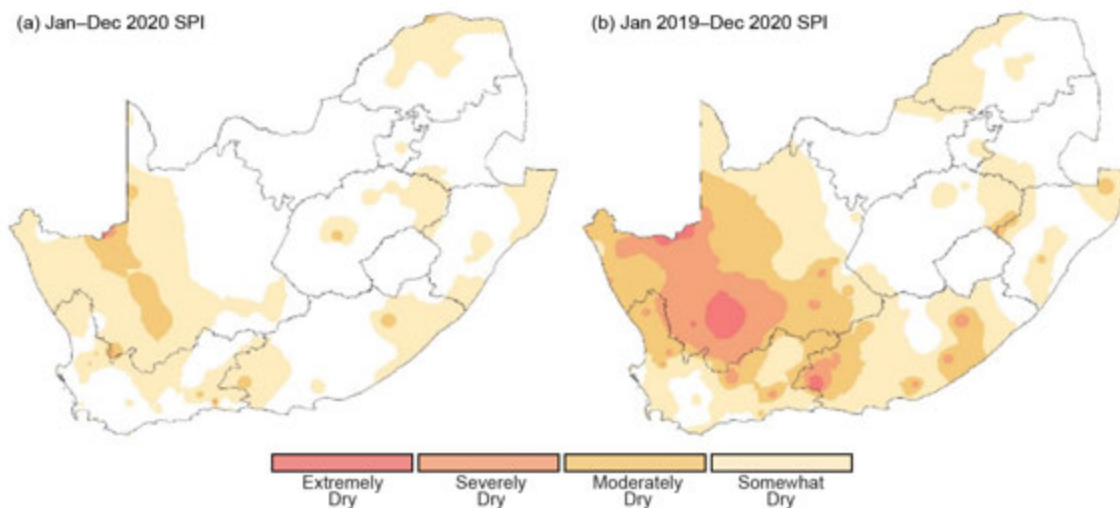 (a) Jan–Dec 2020 SPI
(b) Jan 2019–Dec 2020 SPI
Extremely
Dry
Severely
Dry
Moderately
Dry
Somewhat
Dry